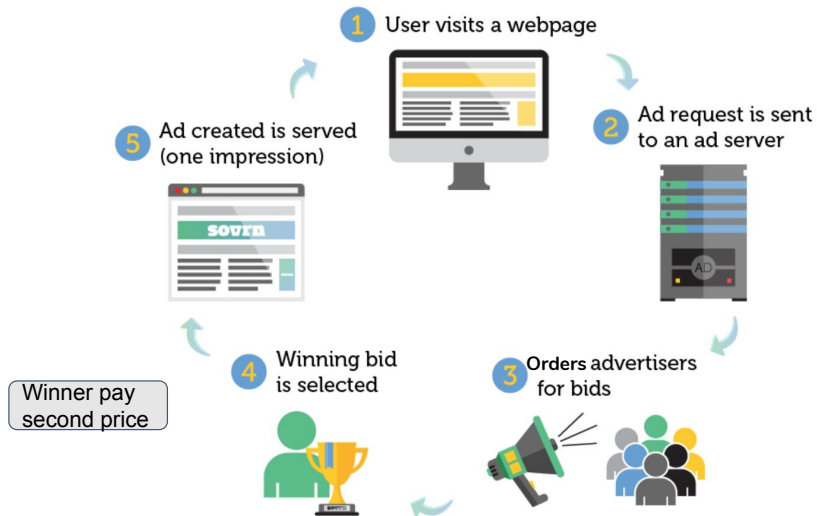 1 User visits a webpage
2 Ad request is sent
to an ad server
AD
3 Orders advertisers
for bids
4 Winning bid
is selected
Winner pay
second price
sovrn
5 Ad created is served
(one impression)
sovrn